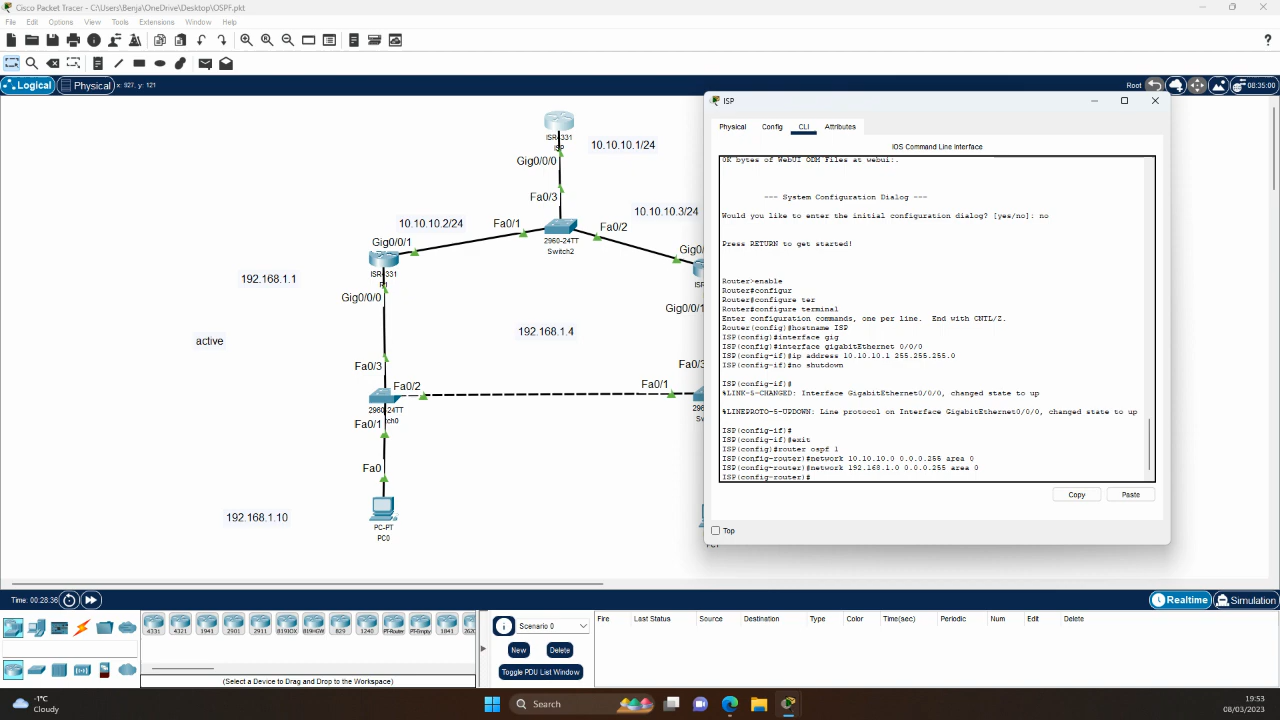 Cisco Packet Tracer - C:\Users\Benja\OneDrive\Desktop\OSPF.pkt
File Edit Options View Tools Extensions Window Help
Logical Physical x: 927, y: 121
Root 08:35:00
ISR4331
ISP
10.10.10.1/24
Gig0/0/0
Fa0/3
10.10.10.2/24
Fa0/1
10.10.10.3/24
Fa0/2
2960-24TT
Switch2
Gig0/0/1
ISR4331
R1
192.168.1.1
Gig0/0/0
192.168.1.4
active
Gig0/0/1
Fa0/3
Fa0/3
Fa0/2
Fa0/1
2960-24TT
Fa0/1
Fa0
192.168.1.10
PC-PT
PC0
ISP
Physical Config CLI Attributes
IOS Command Line Interface
OK bytes of WebUI ODM Files at webui:.
--- System Configuration Dialog ---
Would you like to enter the initial configuration dialog? [yes/no]: no
Press RETURN to get started!
Router>enable
Router#configur
Router#configure ter
Router#configure terminal
Enter configuration commands, one per line. End with CNTL/Z.
Router(config)#hostname ISP
ISP(config)#interface gig
ISP(config)#interface gigabitEthernet 0/0/0
ISP(config-if)#ip address 10.10.10.1 255.255.255.0
ISP(config-if)#no shutdown
ISP(config-if)#
%LINK-5-CHANGED: Interface GigabitEthernet0/0/0, changed state to up
%LINEPROTO-5-UPDOWN: Line protocol on Interface GigabitEthernet0/0/0, changed state to up
ISP(config-if)#
ISP(config-if)#exit
ISP(config)#router ospf 1
ISP(config-router)#network 10.10.10.0 0.0.0.255 area 0
ISP(config-router)#network 192.168.1.0 0.0.0.255 area 0
ISP(config-router)#
Copy Paste
Top
Time: 00:28:36
Realtime Simulation
4331 4321 1941 2901 2911 819IOX 819HGW 829 1240 PT-Router PT-Empty 1841
(Select a Device to Drag and Drop to the Workspace)
Scenario 0
New Delete
Toggle PDU List Window
Fire Last Status Source Destination Type Color Time(sec) Periodic Num Edit Delete
-1°C
Cloudy
Search
19:53
08/03/2023